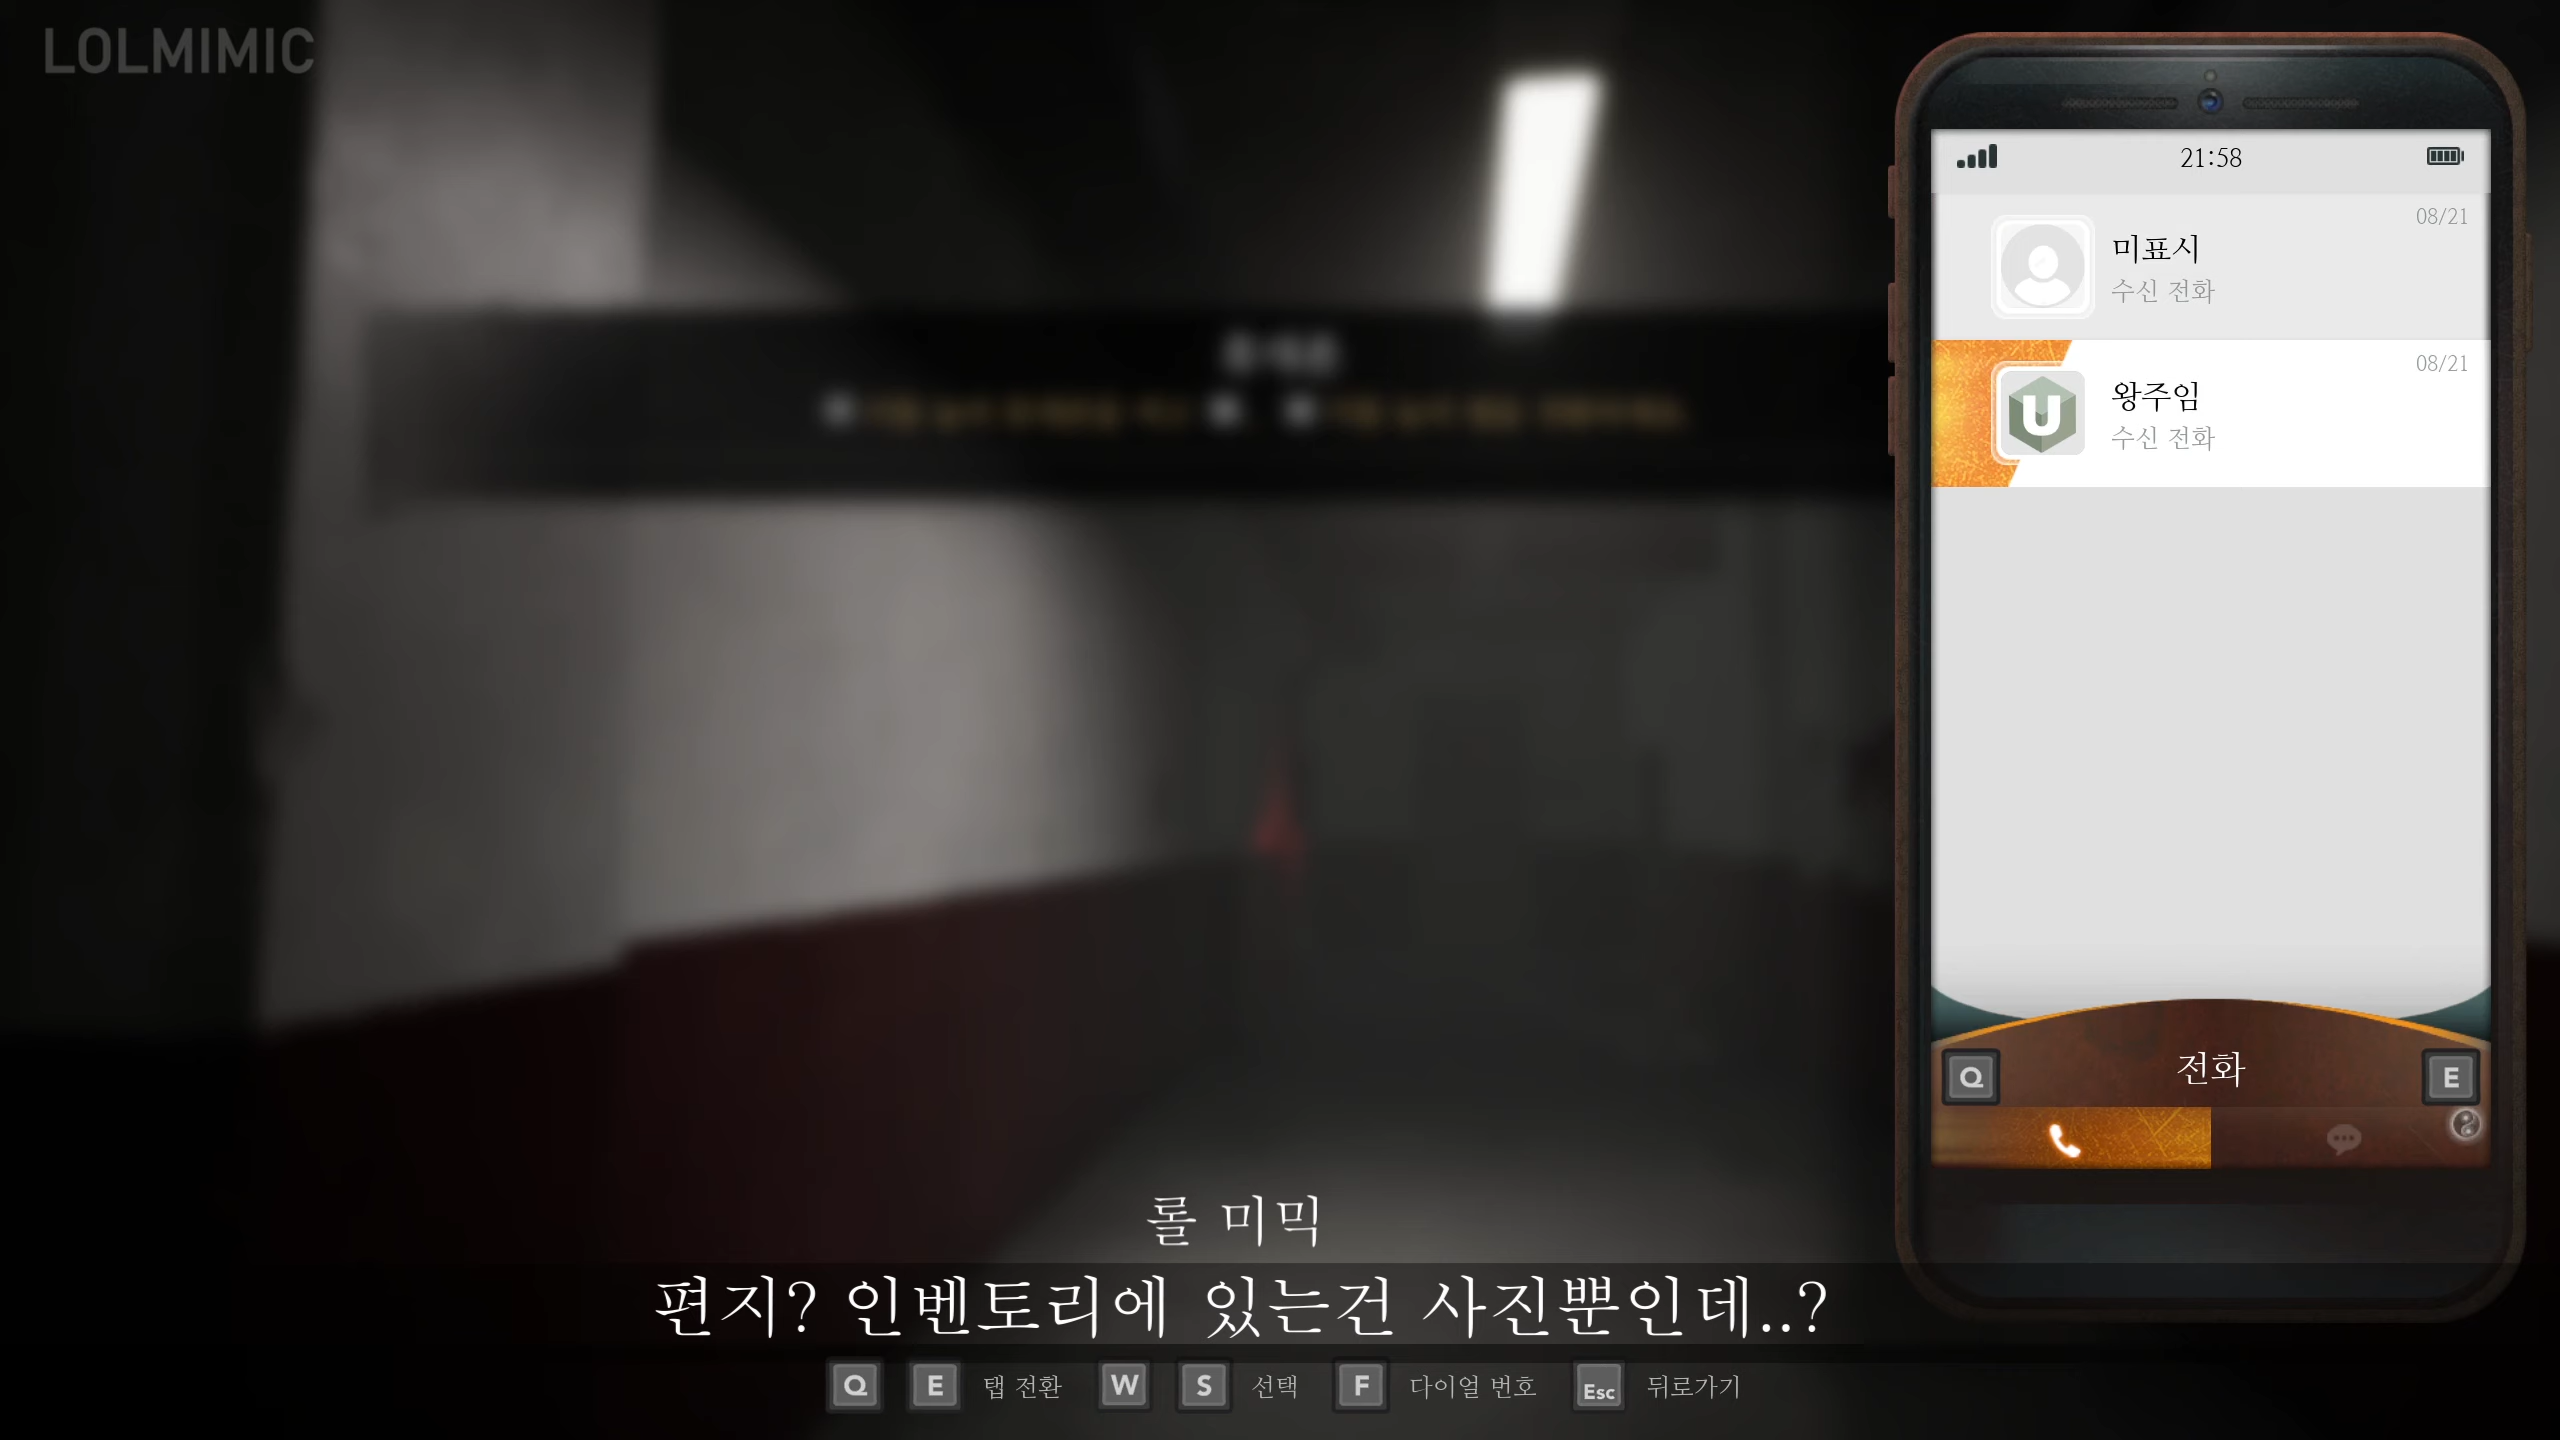 LOLMIMIC
21:58
08/21
미표시
수신 전화
08/21
U
왕주임
수신 전화
Q 전화 E
롤 미믹
편지? 인벤토리에 있는건 사진뿐인데..?
Q E 탭 전환 W S 선택 F 다이얼 번호 Esc 뒤로가기